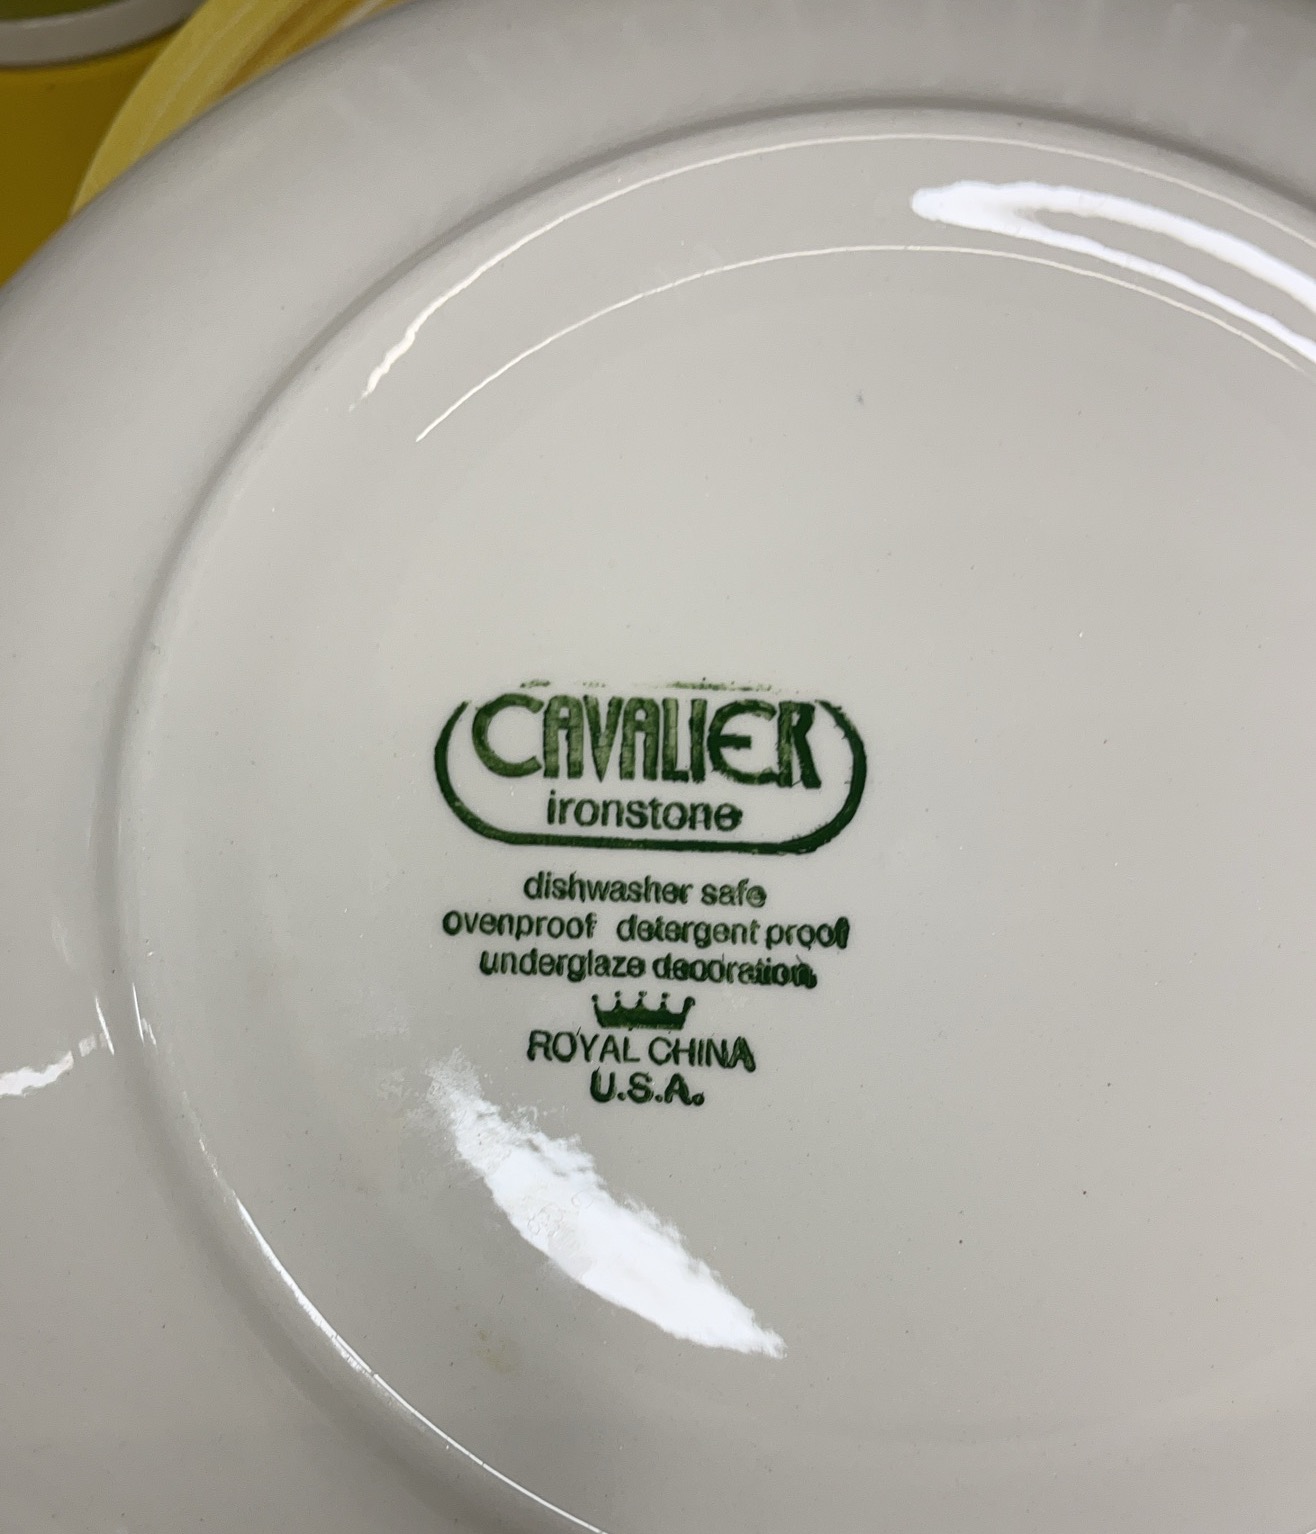 CAVALIER
ironstone
dishwasher safe
ovenproof detergent proof
underglaze decoration
ROYAL CHINA
U.S.A.